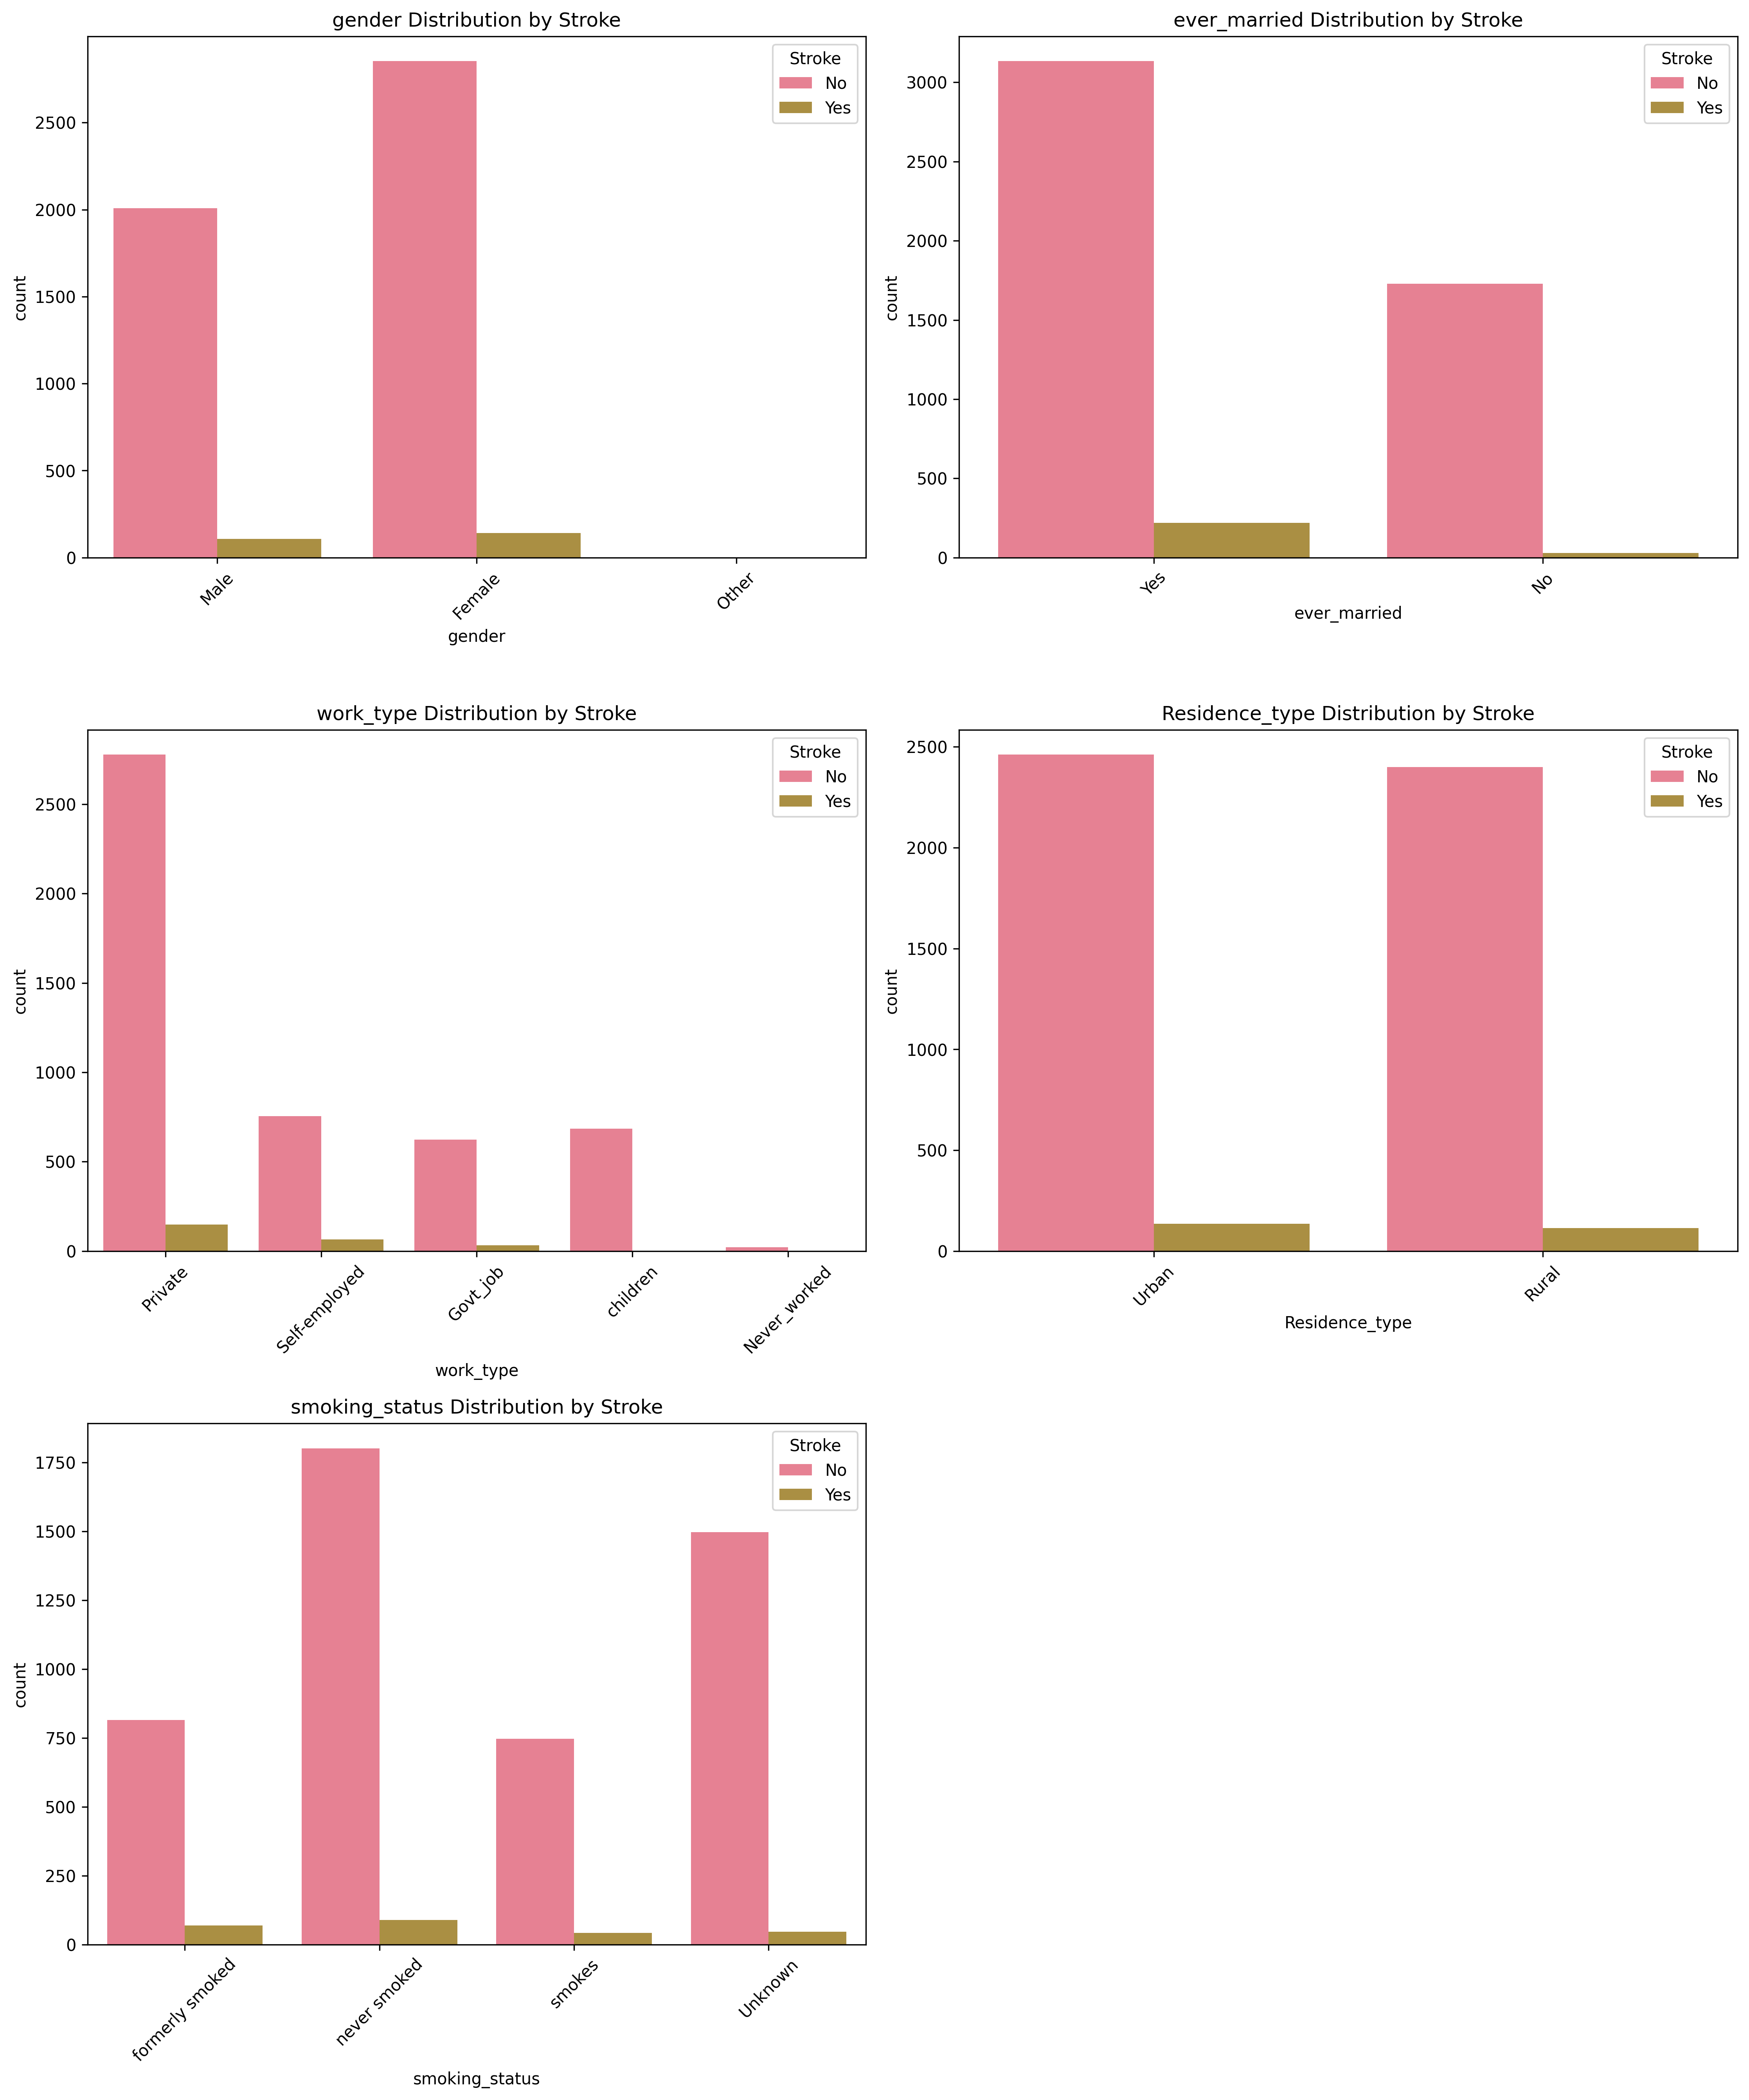 gender Distribution by Stroke
Stroke
No
Yes
2500
2000
1500
1000
500
0
count
Male
Female
Other
gender
ever_married Distribution by Stroke
Stroke
No
Yes
3000
2500
2000
1500
1000
500
0
count
Yes
No
ever_married
work_type Distribution by Stroke
Stroke
No
Yes
2500
2000
1500
1000
500
0
count
Private
Self-employed
Govt_job
children
Never_worked
work_type
Residence_type Distribution by Stroke
Stroke
No
Yes
2500
2000
1500
1000
500
0
count
Urban
Rural
Residence_type
smoking_status Distribution by Stroke
Stroke
No
Yes
1750
1500
1250
1000
750
500
250
0
count
formerly smoked
never smoked
smokes
Unknown
smoking_status